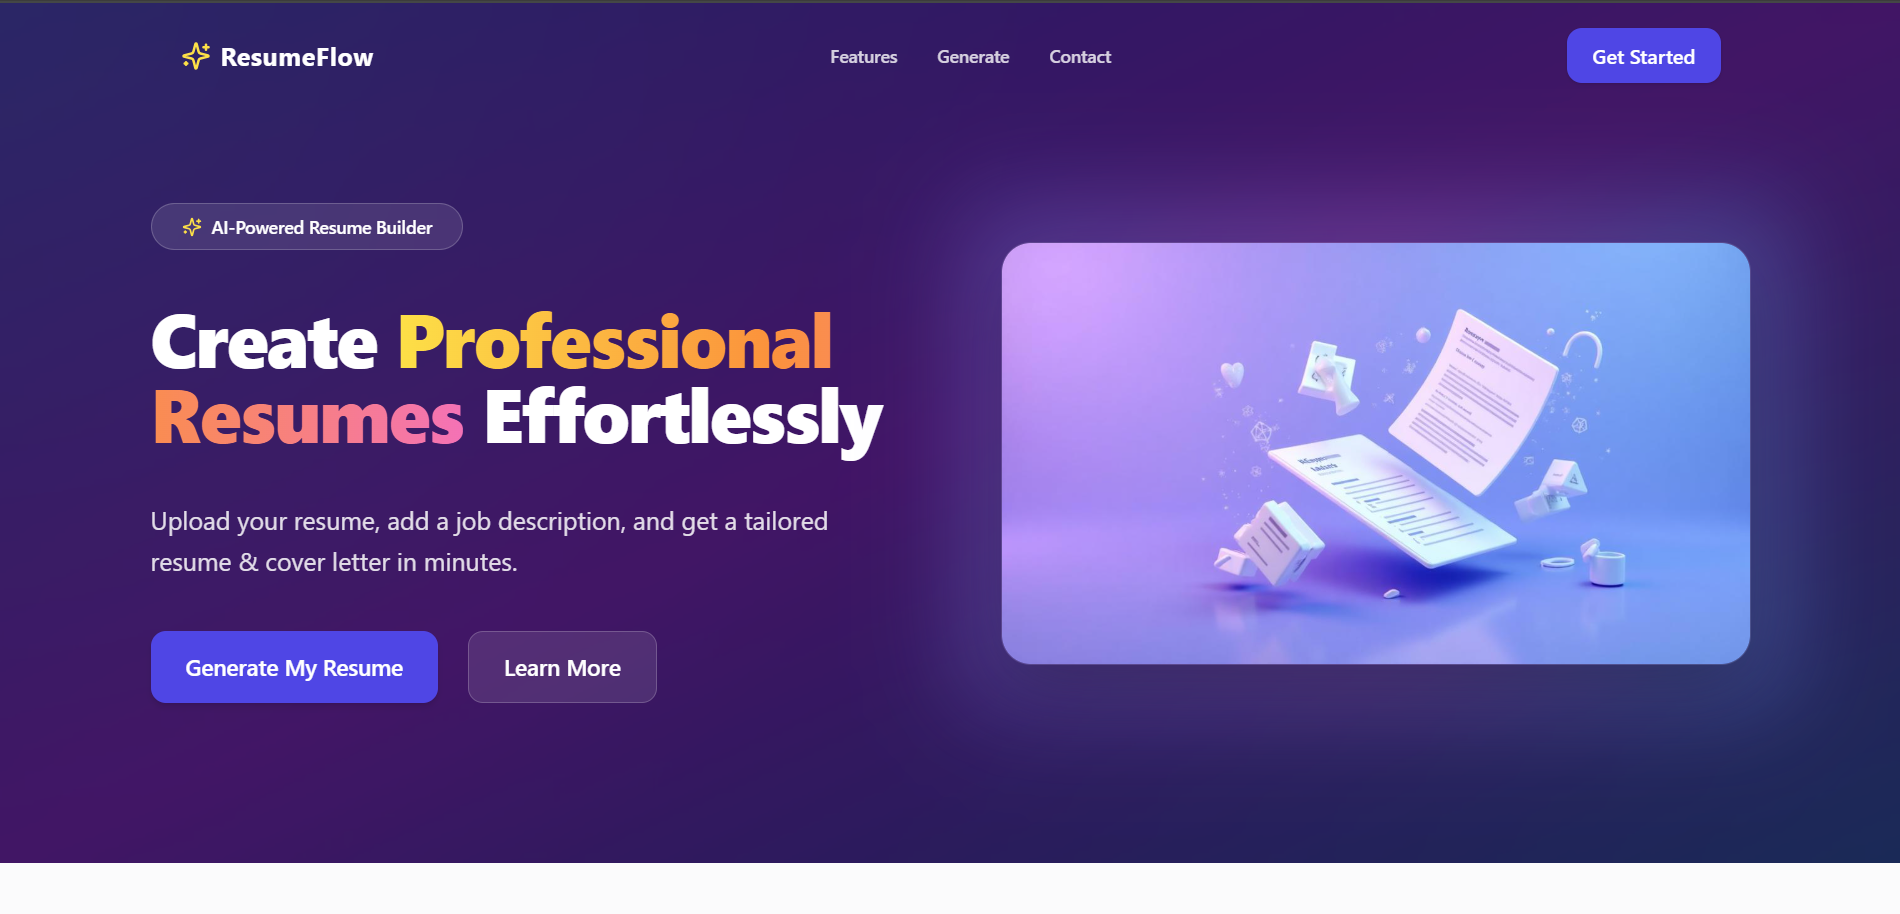 ResumeFlow
Features
Generate
Contact
Get Started
AI-Powered Resume Builder
Create Professional
Resumes Effortlessly
Upload your resume, add a job description, and get a tailored
resume & cover letter in minutes.
Generate My Resume
Learn More